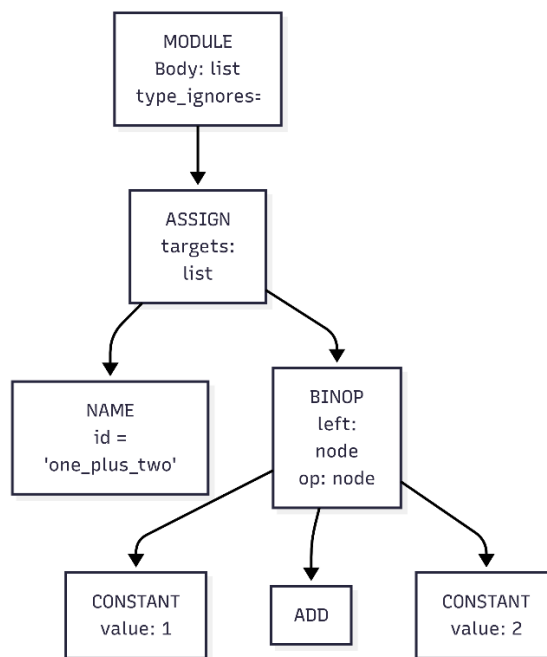 MODULE
Body: list
type_ignores=
ASSIGN
targets:
list
NAME
id =
'one_plus_two'
BINOP
left:
node
op: node
CONSTANT
value: 1
ADD
CONSTANT
value: 2